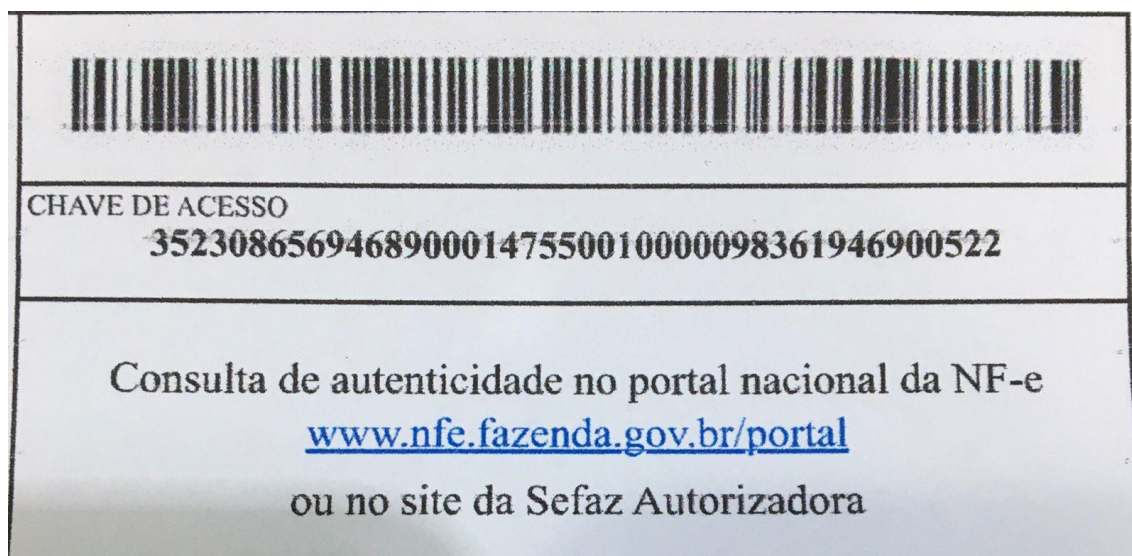 CHAVE DE ACESSO
35230865694689000147550010000098361946900522
Consulta de autenticidade no portal nacional da NF-e
www.nfe.fazenda.gov.br/portal
ou no site da Sefaz Autorizadora